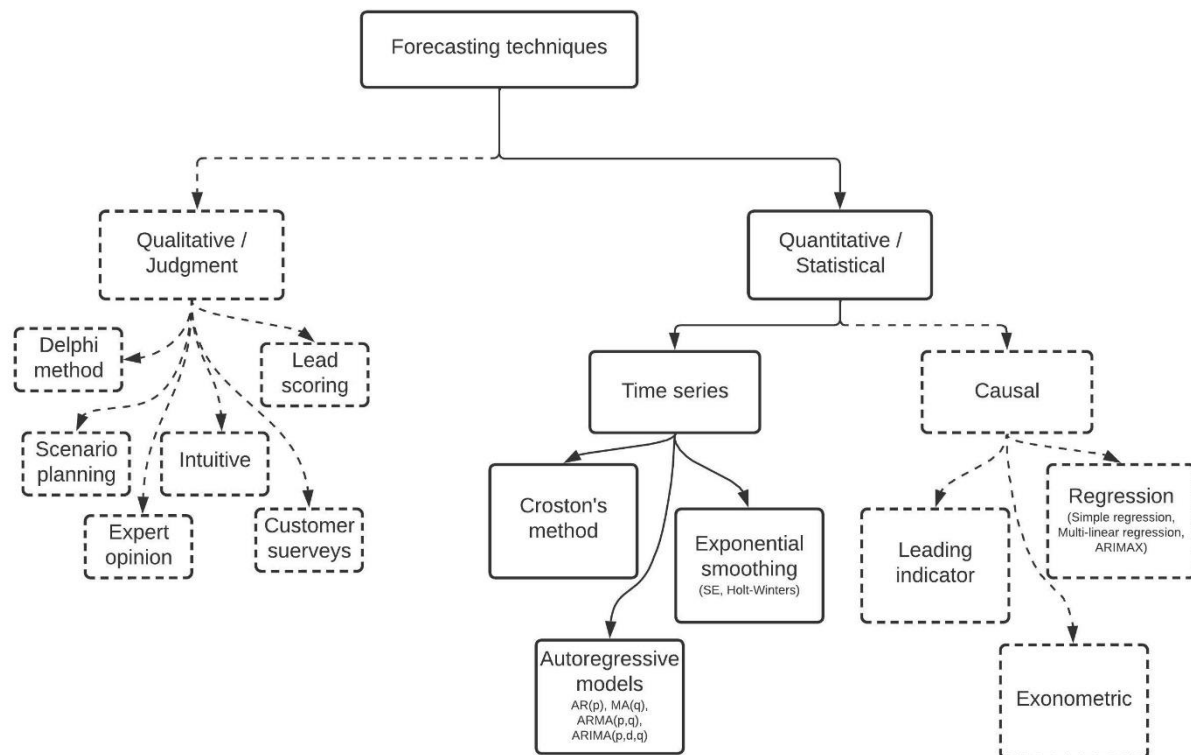 Forecasting techniques
Qualitative /
Judgment
Quantitative /
Statistical
Delphi
method
Lead
scoring
Scenario
planning
Intuitive
Expert
opinion
Customer
suerveys
Time series
Causal
Croston's
method
Exponential
smoothing
(SE, Holt-Winters)
Autoregressive
models
AR(p), MA(q),
ARMA(p,q),
ARIMA(p,d,q)
Leading
indicator
Regression
(Simple regression,
Multi-linear regression,
ARIMAX)
Exonometric